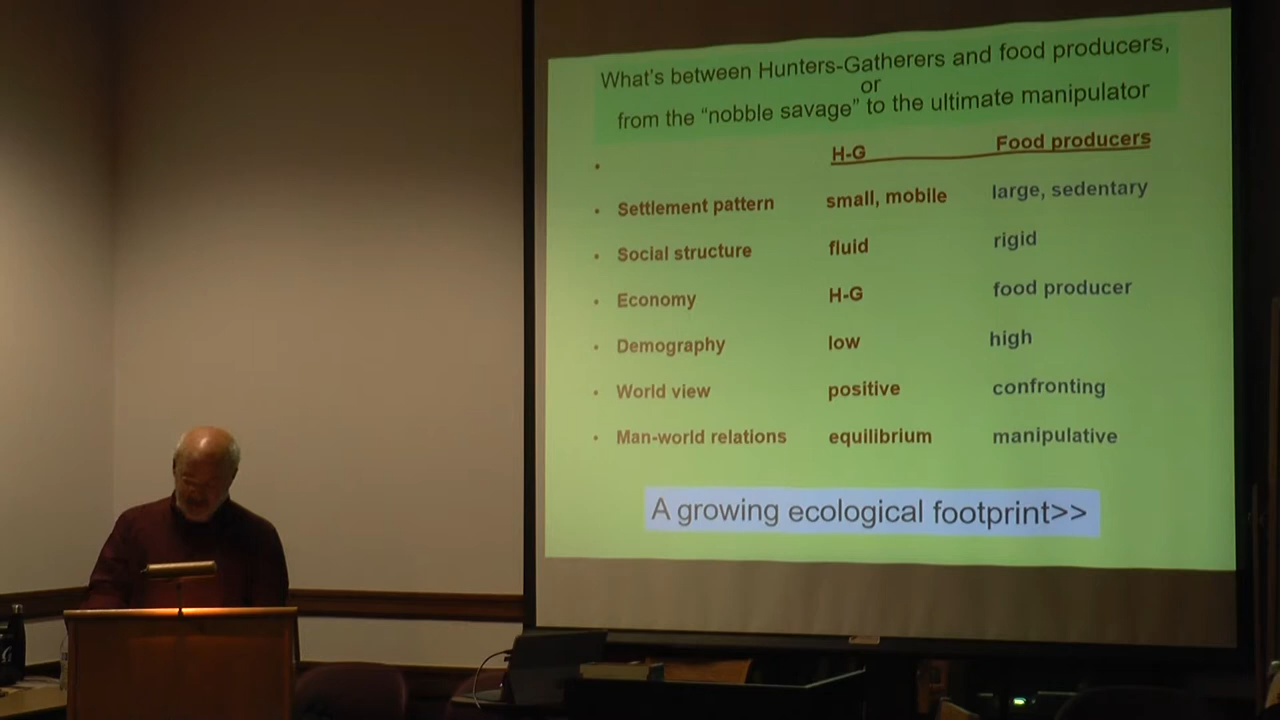 What's between Hunters-Gatherers and food producers,
or
from the “nobble savage” to the ultimate manipulator
• H-G Food producers
• Settlement pattern small, mobile large, sedentary
• Social structure fluid rigid
• Economy H-G food producer
• Demography low high
• World view positive confronting
• Man-world relations equilibrium manipulative
A growing ecological footprint>>